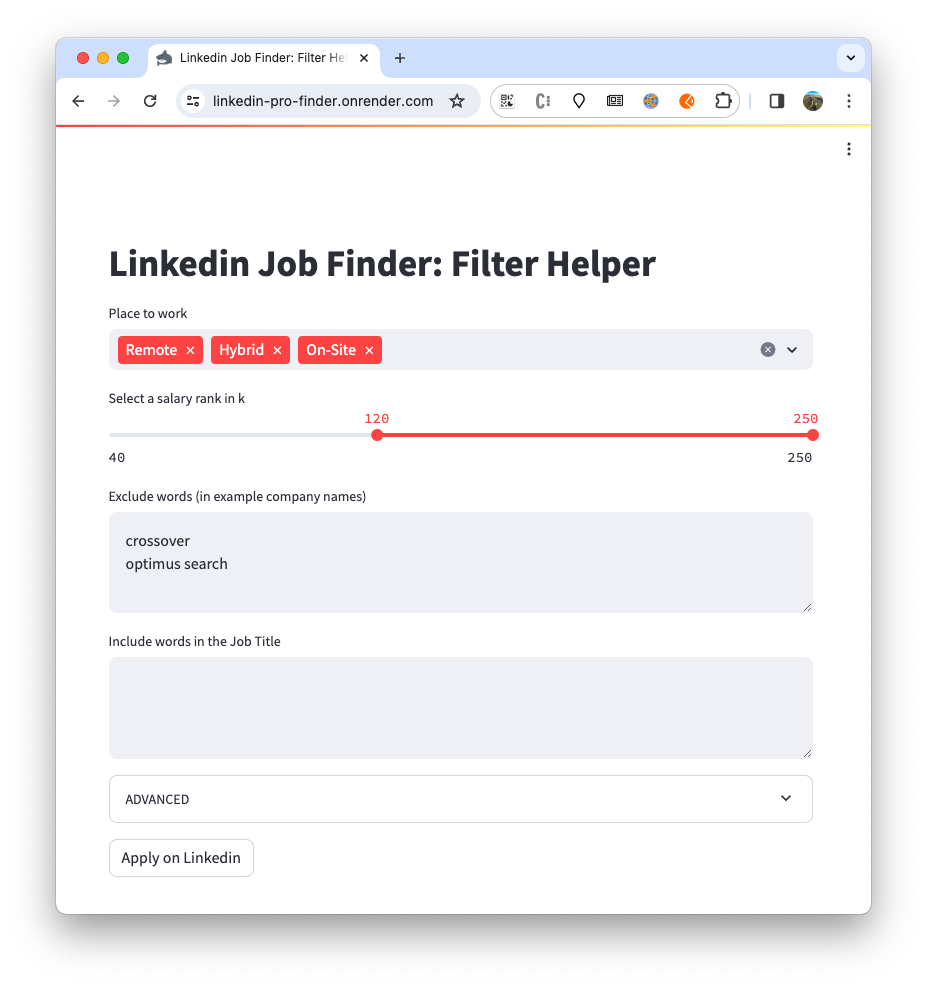 Linkedin Job Finder: Filter He
linkedin-pro-finder.onrender.com
Linkedin Job Finder: Filter Helper
Place to work
Remote
Hybrid
On-Site
Select a salary rank in k
120
250
40
250
Exclude words (in example company names)
crossover
optimus search
Include words in the Job Title
ADVANCED
Apply on Linkedin